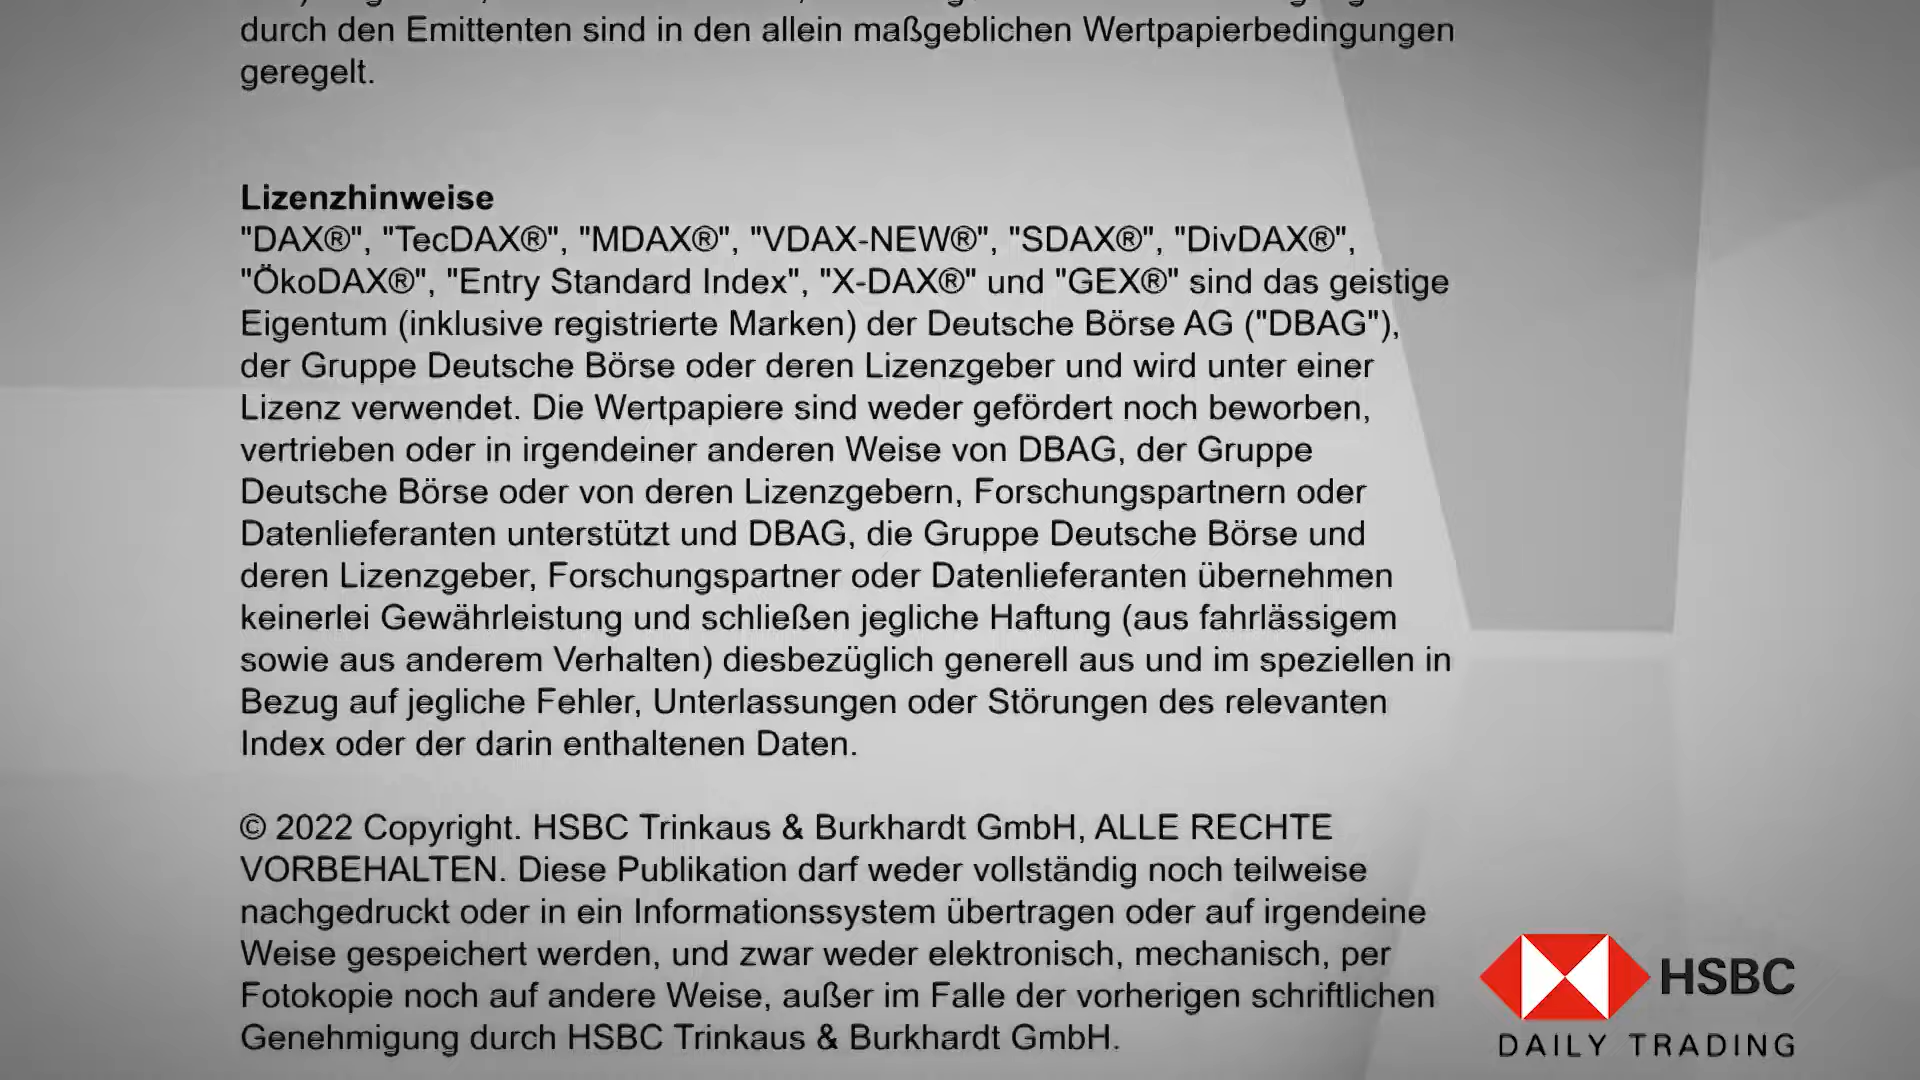 durch den Emittenten sind in den allein maßgeblichen Wertpapierbedingungen
geregelt.
Lizenzhinweise
"DAX®", "TecDAX®", "MDAX®", "VDAX-NEW®", "SDAX®", "DivDAX®",
"ÖkoDAX®", "Entry Standard Index", "X-DAX®" und "GEX®" sind das geistige
Eigentum (inklusive registrierte Marken) der Deutsche Börse AG ("DBAG"),
der Gruppe Deutsche Börse oder deren Lizenzgeber und wird unter einer
Lizenz verwendet. Die Wertpapiere sind weder gefördert noch beworben,
vertrieben oder in irgendeiner anderen Weise von DBAG, der Gruppe
Deutsche Börse oder von deren Lizenzgebern, Forschungspartnern oder
Datenlieferanten unterstützt und DBAG, die Gruppe Deutsche Börse und
deren Lizenzgeber, Forschungspartner oder Datenlieferanten übernehmen
keinerlei Gewährleistung und schließen jegliche Haftung (aus fahrlässigem
sowie aus anderem Verhalten) diesbezüglich generell aus und im speziellen in
Bezug auf jegliche Fehler, Unterlassungen oder Störungen des relevanten
Index oder der darin enthaltenen Daten.
© 2022 Copyright. HSBC Trinkaus & Burkhardt GmbH, ALLE RECHTE
VORBEHALTEN. Diese Publikation darf weder vollständig noch teilweise
nachgedruckt oder in ein Informationssystem übertragen oder auf irgendeine
Weise gespeichert werden, und zwar weder elektronisch, mechanisch, per
Fotokopie noch auf andere Weise, außer im Falle der vorherigen schriftlichen
Genehmigung durch HSBC Trinkaus & Burkhardt GmbH.
HSBC
DAILY TRADING